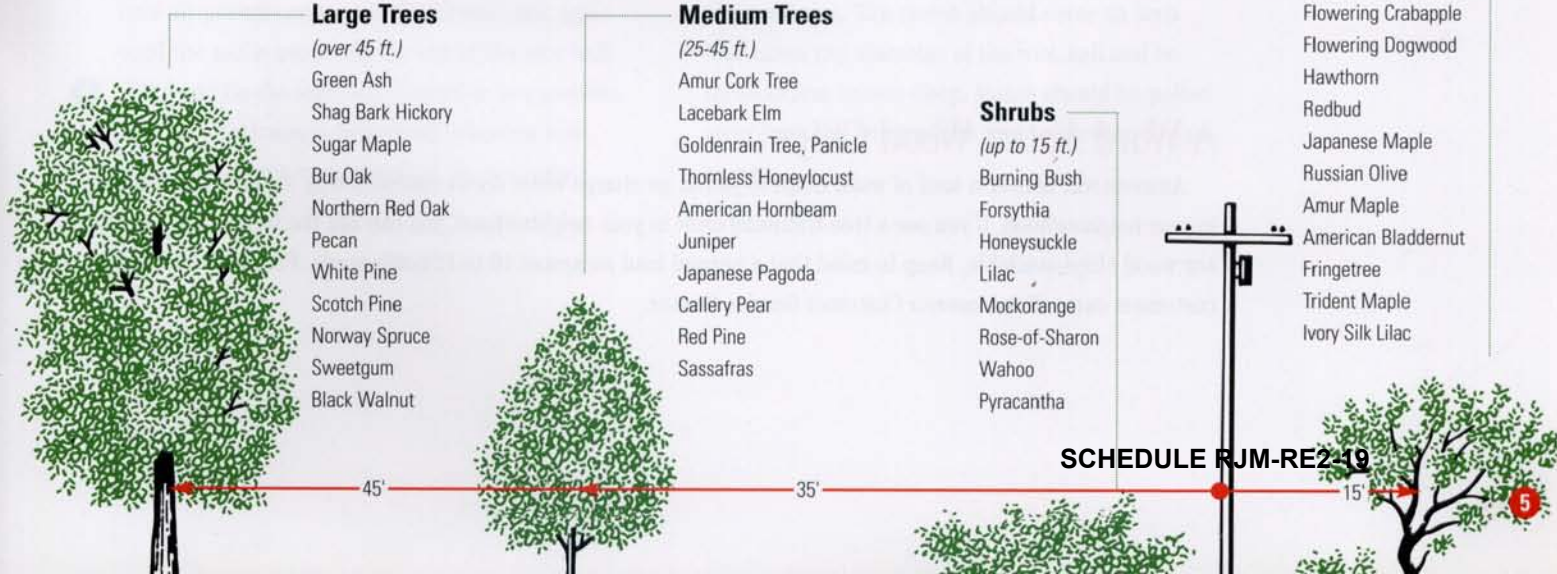 Large Trees
(over 45 ft.)
Green Ash
Shag Bark Hickory
Sugar Maple
Bur Oak
Northern Red Oak
Pecan
White Pine
Scotch Pine
Norway Spruce
Sweetgum
Black Walnut
Medium Trees
(25-45 ft.)
Amur Cork Tree
Lacebark Elm
Goldenrain Tree, Panicle
Thornless Honeylocust
American Hornbeam
Juniper
Japanese Pagoda
Callery Pear
Red Pine
Sassafras
Shrubs
(up to 15 ft.)
Burning Bush
Forsythia
Honeysuckle
Lilac
Mockorange
Rose-of-Sharon
Wahoo
Pyracantha
Flowering Crabapple
Flowering Dogwood
Hawthorn
Redbud
Japanese Maple
Russian Olive
Amur Maple
American Bladdernut
Fringetree
Trident Maple
Ivory Silk Lilac
SCHEDULE RJM-RE2-19
45'
35'
15'
5